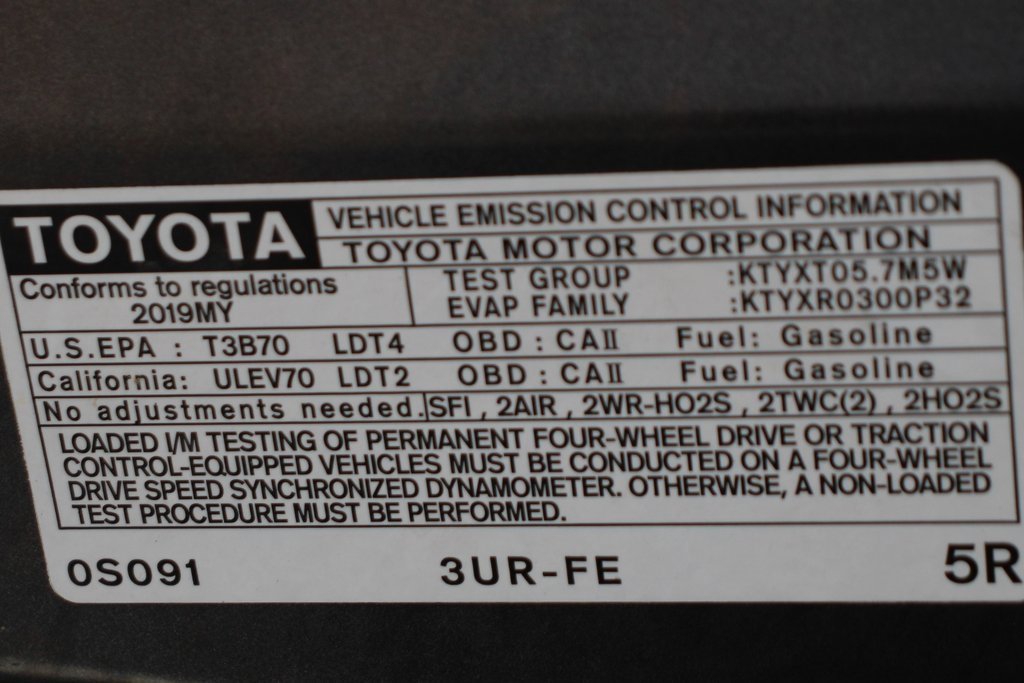 TOYOTA
VEHICLE EMISSION CONTROL INFORMATION
TOYOTA MOTOR CORPORATION
Conforms to regulations
2019MY
TEST GROUP :KTYXT05.7M5W
EVAP FAMILY :KTYXR0300P32
U.S.EPA : T3B70 LDT4 OBD : CAII Fuel: Gasoline
California: ULEV70 LDT2 OBD : CAII Fuel: Gasoline
No adjustments needed. SFI , 2AIR , 2WR-HO2S , 2TWC(2) , 2HO2S
LOADED I/M TESTING OF PERMANENT FOUR-WHEEL DRIVE OR TRACTION
CONTROL-EQUIPPED VEHICLES MUST BE CONDUCTED ON A FOUR-WHEEL
DRIVE SPEED SYNCHRONIZED DYNAMOMETER. OTHERWISE, A NON-LOADED
TEST PROCEDURE MUST BE PERFORMED.
0S091 3UR-FE 5R